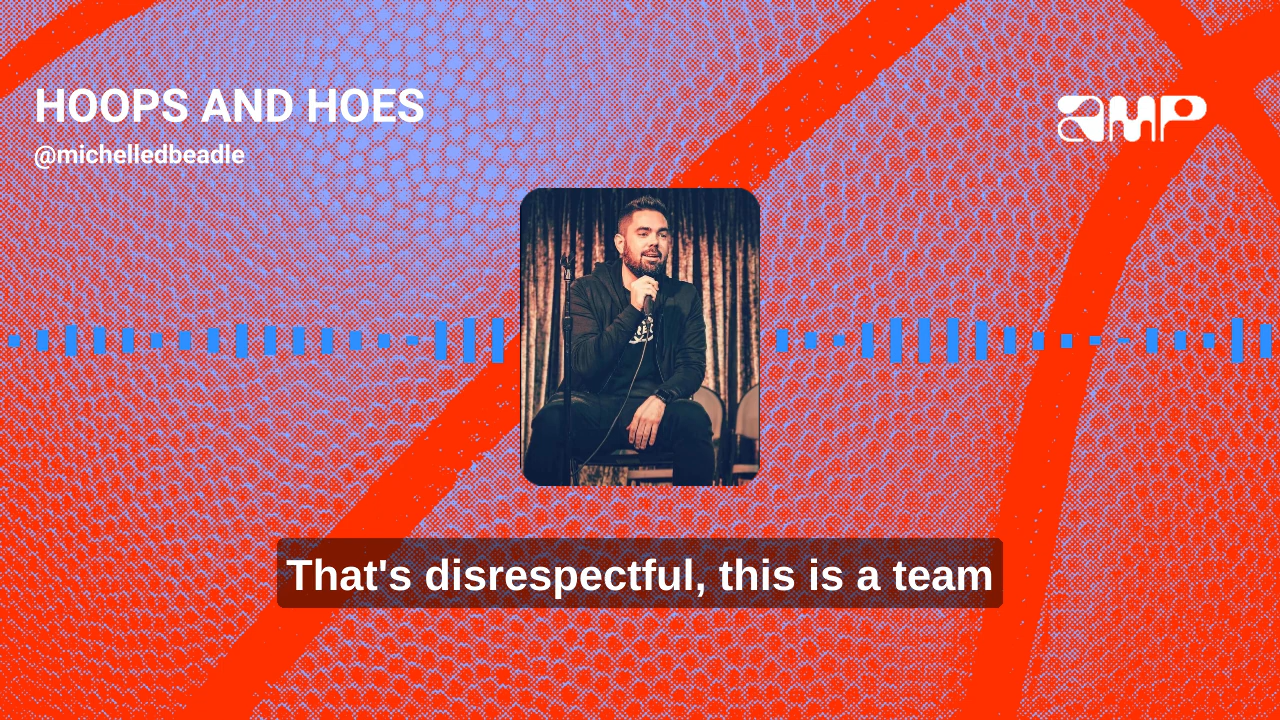 HOOPS AND HOES
@michelledbeadle
amp
That's disrespectful, this is a team